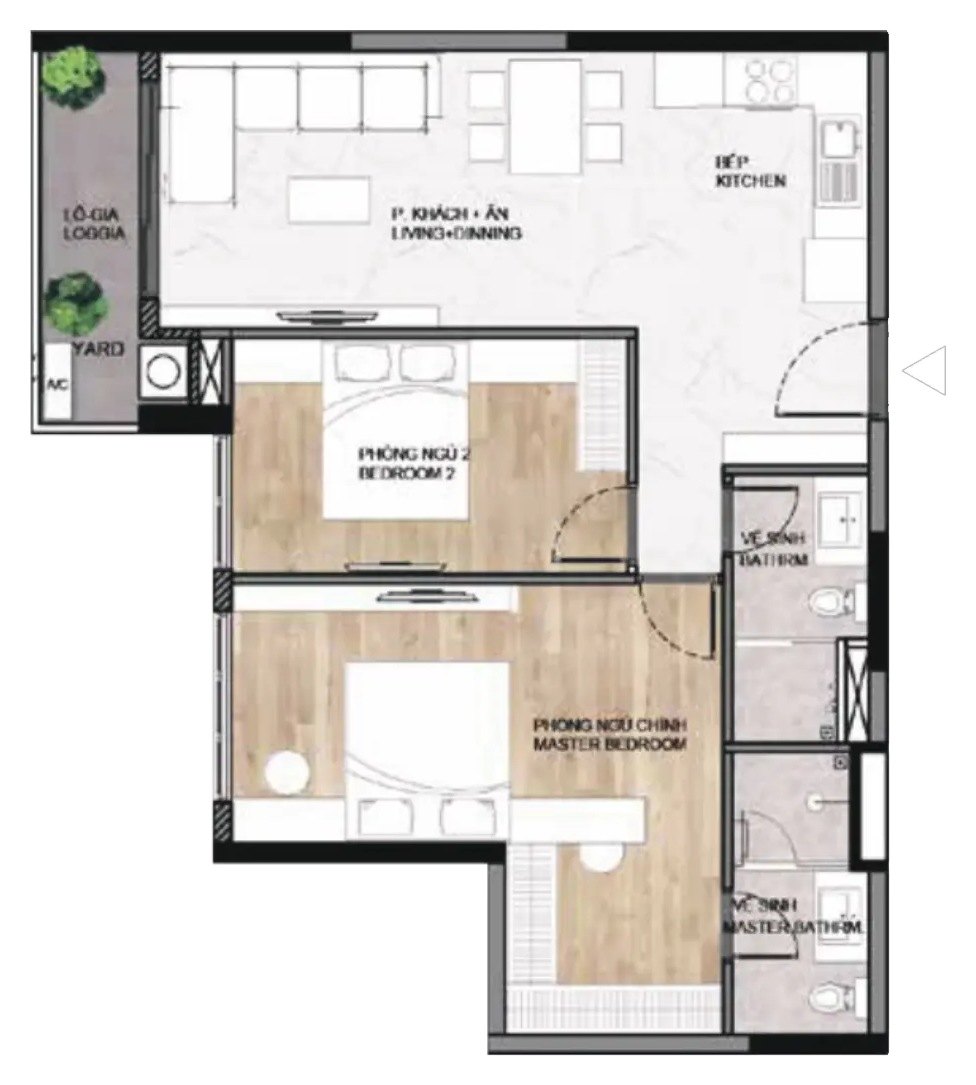 BẾP
KITCHEN
LÔ-GIA
LOGGIA
P. KHÁCH + ĂN
LIVING+DINNING
YARD
A/C
PHÒNG NGỦ 2
BEDROOM 2
VỆ SINH
BATHRM.
PHÒNG NGỦ CHÍNH
MASTER BEDROOM
VỆ SINH
MASTER BATHRM.